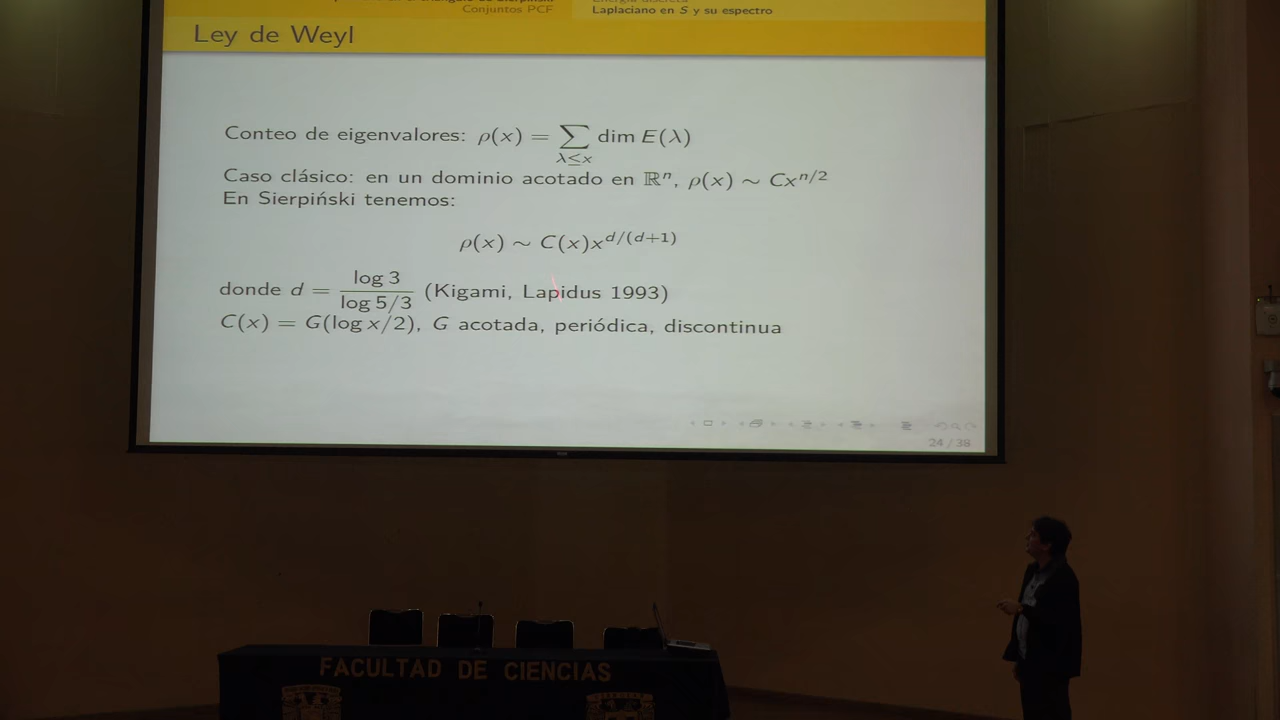 Conjuntos PCF
Laplaciano en S y su espectro
Ley de Weyl
Conteo de eigenvalores: ρ(x) = ∑_{λ≤x} dim E(λ)
Caso clásico: en un dominio acotado en ℝⁿ, ρ(x) ∼ Cx^{n/2}
En Sierpiński tenemos:
ρ(x) ∼ C(x)x^{d/(d+1)}
donde d = log 3 / log 5/3 (Kigami, Lapidus 1993)
C(x) = G(log x/2), G acotada, periódica, discontinua
24 / 38
FACULTAD DE CIENCIAS